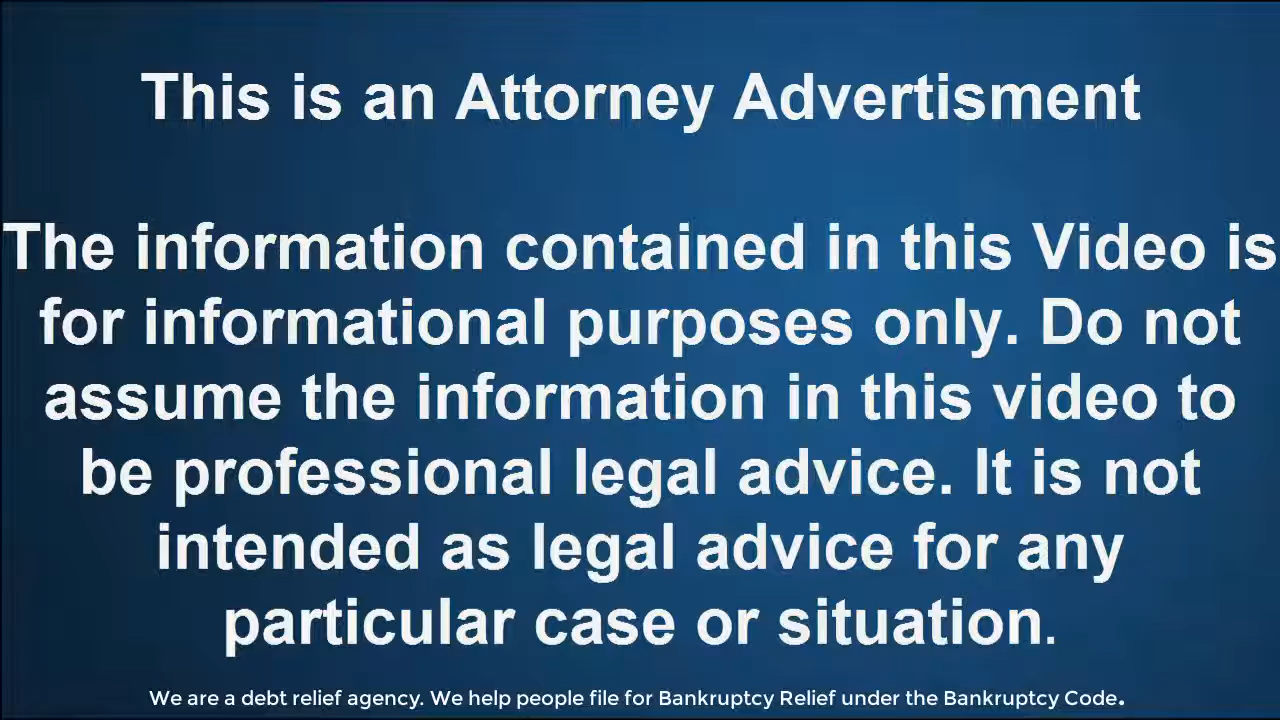 This is an Attorney Advertisment
The information contained in this Video is
for informational purposes only. Do not
assume the information in this video to
be professional legal advice. It is not
intended as legal advice for any
particular case or situation.
We are a debt relief agency. We help people file for Bankruptcy Relief under the Bankruptcy Code.